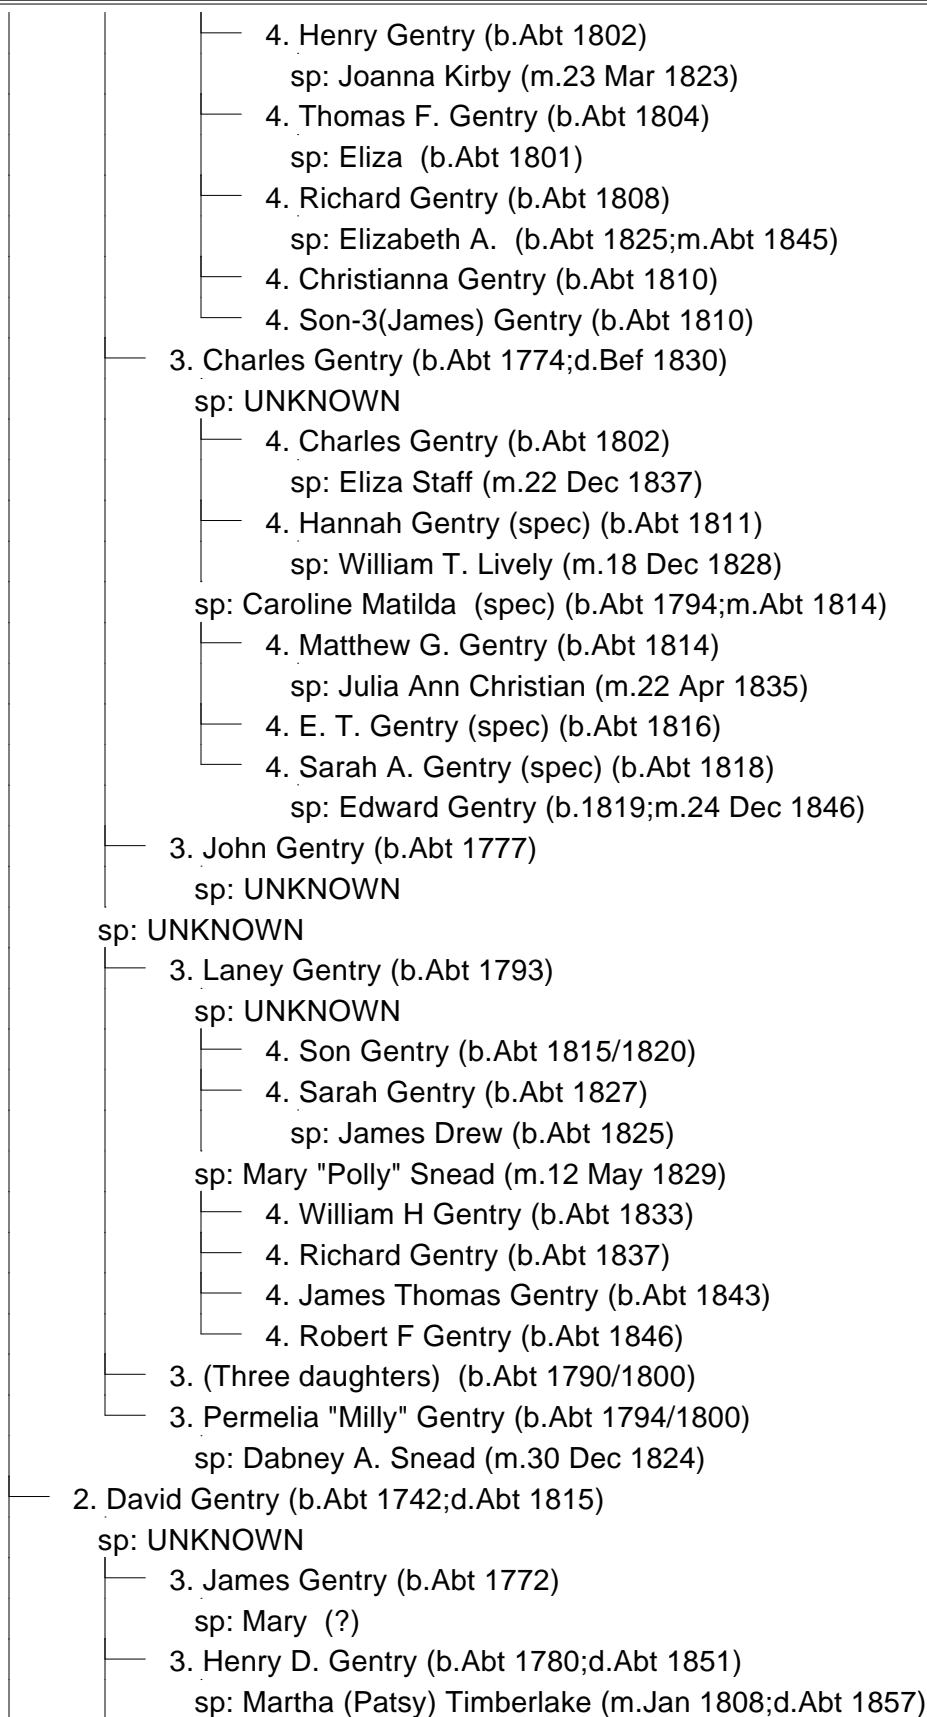 4. Henry Gentry (b.Abt 1802)
sp: Joanna Kirby (m.23 Mar 1823)
4. Thomas F. Gentry (b.Abt 1804)
sp: Eliza (b.Abt 1801)
4. Richard Gentry (b.Abt 1808)
sp: Elizabeth A. (b.Abt 1825;m.Abt 1845)
4. Christianna Gentry (b.Abt 1810)
4. Son-3(James) Gentry (b.Abt 1810)
3. Charles Gentry (b.Abt 1774;d.Bef 1830)
sp: UNKNOWN
4. Charles Gentry (b.Abt 1802)
sp: Eliza Staff (m.22 Dec 1837)
4. Hannah Gentry (spec) (b.Abt 1811)
sp: William T. Lively (m.18 Dec 1828)
sp: Caroline Matilda (spec) (b.Abt 1794;m.Abt 1814)
4. Matthew G. Gentry (b.Abt 1814)
sp: Julia Ann Christian (m.22 Apr 1835)
4. E. T. Gentry (spec) (b.Abt 1816)
4. Sarah A. Gentry (spec) (b.Abt 1818)
sp: Edward Gentry (b.1819;m.24 Dec 1846)
3. John Gentry (b.Abt 1777)
sp: UNKNOWN
sp: UNKNOWN
3. Laney Gentry (b.Abt 1793)
sp: UNKNOWN
4. Son Gentry (b.Abt 1815/1820)
4. Sarah Gentry (b.Abt 1827)
sp: James Drew (b.Abt 1825)
sp: Mary "Polly" Snead (m.12 May 1829)
4. William H Gentry (b.Abt 1833)
4. Richard Gentry (b.Abt 1837)
4. James Thomas Gentry (b.Abt 1843)
4. Robert F Gentry (b.Abt 1846)
3. (Three daughters) (b.Abt 1790/1800)
3. Permelia "Milly" Gentry (b.Abt 1794/1800)
sp: Dabney A. Snead (m.30 Dec 1824)
2. David Gentry (b.Abt 1742;d.Abt 1815)
sp: UNKNOWN
3. James Gentry (b.Abt 1772)
sp: Mary (?)
3. Henry D. Gentry (b.Abt 1780;d.Abt 1851)
sp: Martha (Patsy) Timberlake (m.Jan 1808;d.Abt 1857)